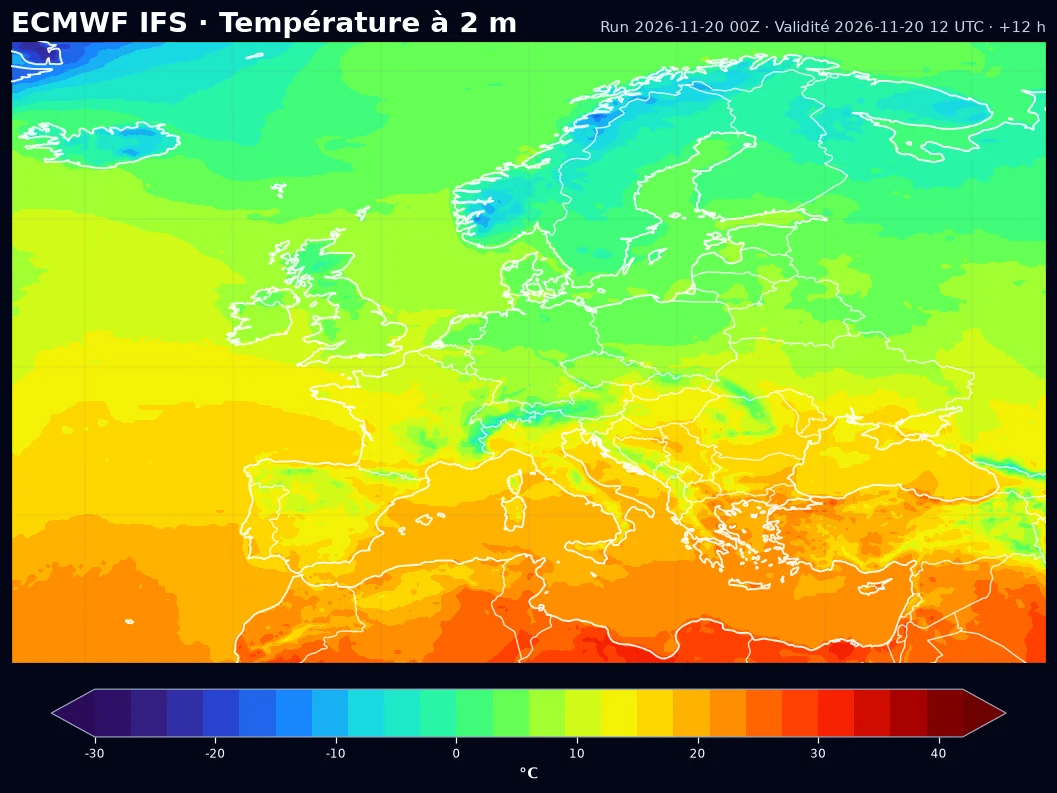 ECMWF IFS · Température à 2 m
Run 2026-11-20 00Z · Validité 2026-11-20 12 UTC · +12 h
-30 -20 -10 0 10 20 30 40
°C